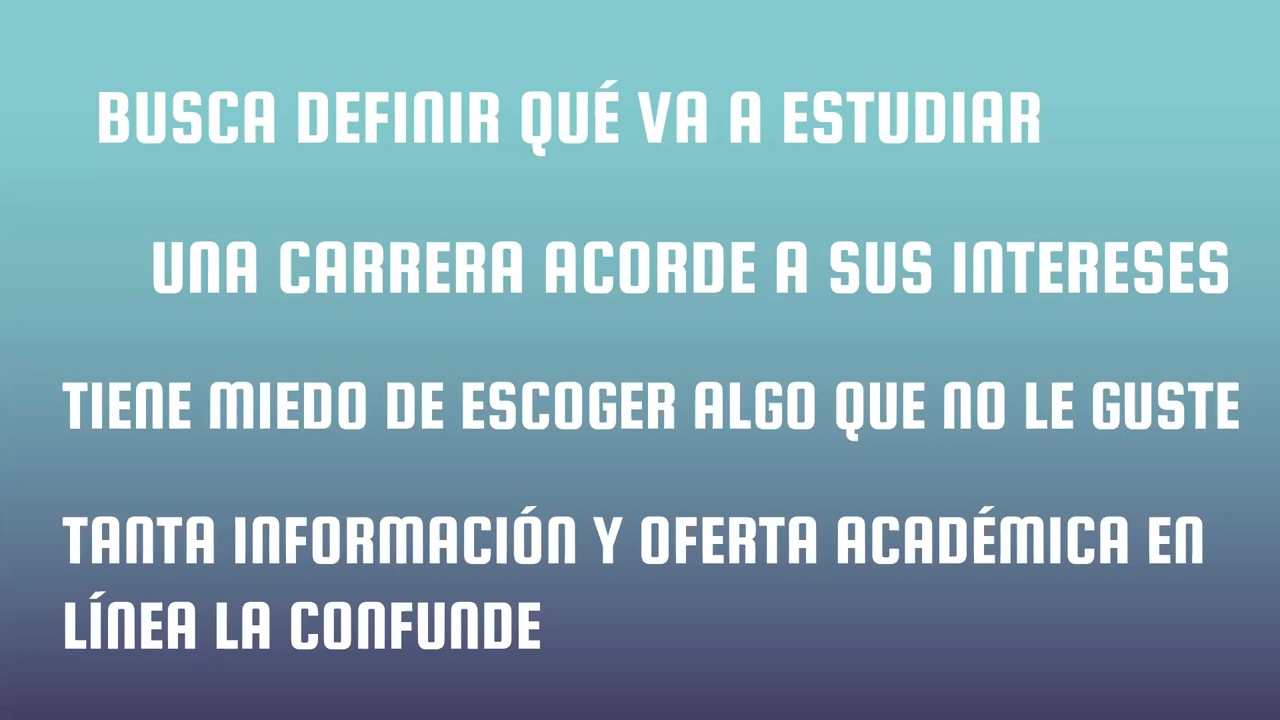 BUSCA DEFINIR QUÉ VA A ESTUDIAR
UNA CARRERA ACORDE A SUS INTERESES
TIENE MIEDO DE ESCOGER ALGO QUE NO LE GUSTE
TANTA INFORMACIÓN Y OFERTA ACADÉMICA EN
LÍNEA LA CONFUNDE